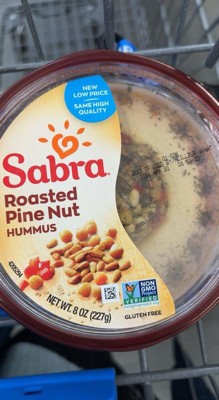 NEW
LOW PRICE
SAME HIGH
QUALITY
Sabra
Roasted
Pine Nut
HUMMUS
NET WT. 8 OZ (227g)
NON
GMO
Project
VERIFIED
GLUTEN FREE